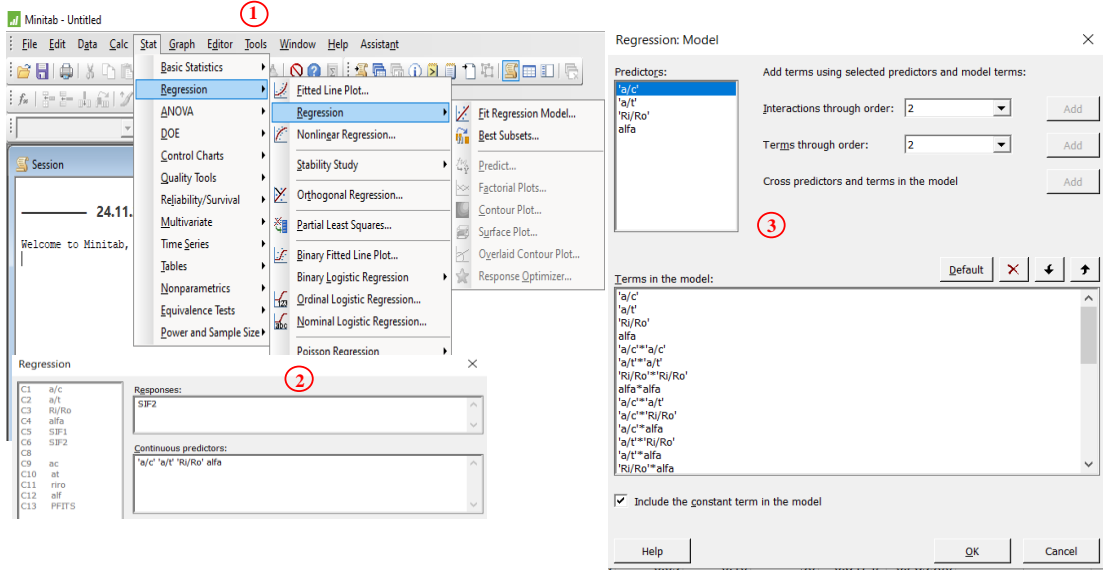 1
Minitab - Untitled
File Edit Data Calc Stat Graph Editor Tools Window Help Assistant
Basic Statistics
Regression
ANOVA
DOE
Control Charts
Quality Tools
Reliability/Survival
Multivariate
Time Series
Tables
Nonparametrics
Equivalence Tests
Power and Sample Size
Fitted Line Plot...
Regression
Nonlinear Regression...
Stability Study
Orthogonal Regression...
Partial Least Squares...
Binary Fitted Line Plot...
Binary Logistic Regression
Ordinal Logistic Regression...
Nominal Logistic Regression...
Poisson Regression
Fit Regression Model...
Best Subsets...
Predict...
Factorial Plots...
Contour Plot...
Surface Plot...
Overlaid Contour Plot...
Response Optimizer...
Session
24.11.
Welcome to Minitab,
Regression
2
C1 a/c
C2 a/t
C3 Ri/Ro
C4 alfa
C5 SIF1
C6 SIF2
C8
C9 ac
C10 at
C11 riro
C12 alf
C13 PFITS
Responses:
SIF2
Continuous predictors:
'a/c' 'a/t' 'Ri/Ro' alfa
Regression: Model
Predictors:
'a/c'
'a/t'
'Ri/Ro'
alfa
Add terms using selected predictors and model terms:
Interactions through order: 2 Add
Terms through order: 2 Add
Cross predictors and terms in the model Add
3
Default
Terms in the model:
'a/c'
'a/t'
'Ri/Ro'
alfa
'a/c'*'a/c'
'a/t'*'a/t'
'Ri/Ro'*'Ri/Ro'
alfa*alfa
'a/c'*'a/t'
'a/c'*'Ri/Ro'
'a/c'*alfa
'a/t'*'Ri/Ro'
'a/t'*alfa
'Ri/Ro'*alfa
Include the constant term in the model
Help OK Cancel